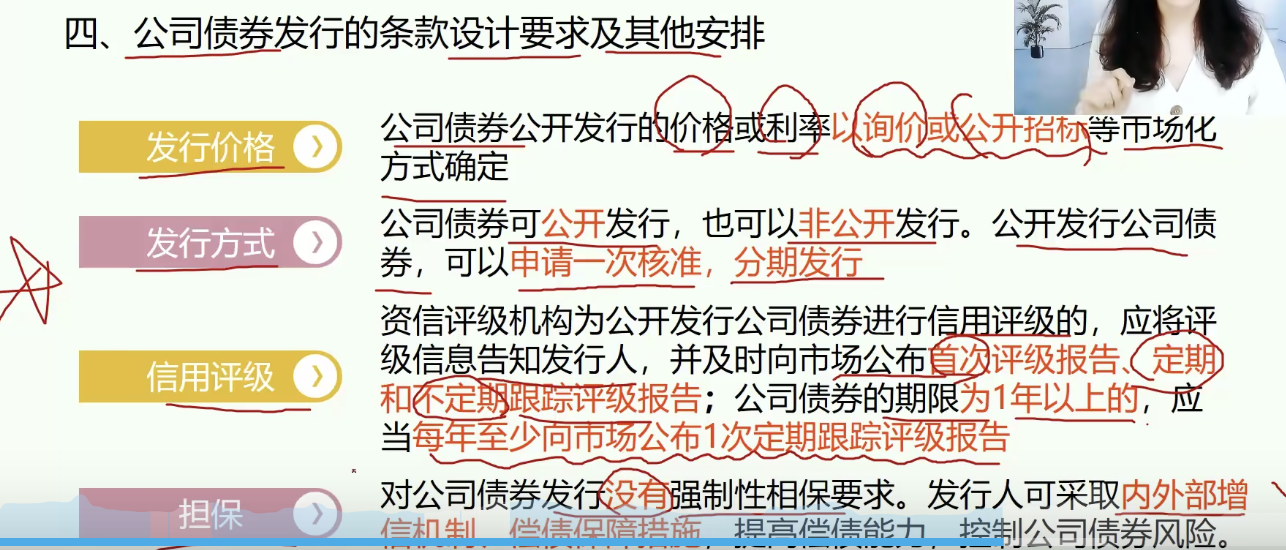 四、公司债券发行的条款设计要求及其他安排
发行价格
公司债券公开发行的价格或利率以询价或公开招标等市场化
方式确定
发行方式
公司债券可公开发行，也可以非公开发行。公开发行公司债
券，可以申请一次核准，分期发行
信用评级
资信评级机构为公开发行公司债券进行信用评级的，应将评
级信息告知发行人，并及时向市场公布首次评级报告、定期
和不定期跟踪评级报告；公司债券的期限为1年以上的，应
当每年至少向市场公布1次定期跟踪评级报告
担保
对公司债券发行没有强制性相保要求。发行人可采取内外部增
信机制、偿债保障措施，提高偿债能力，控制公司债券风险。